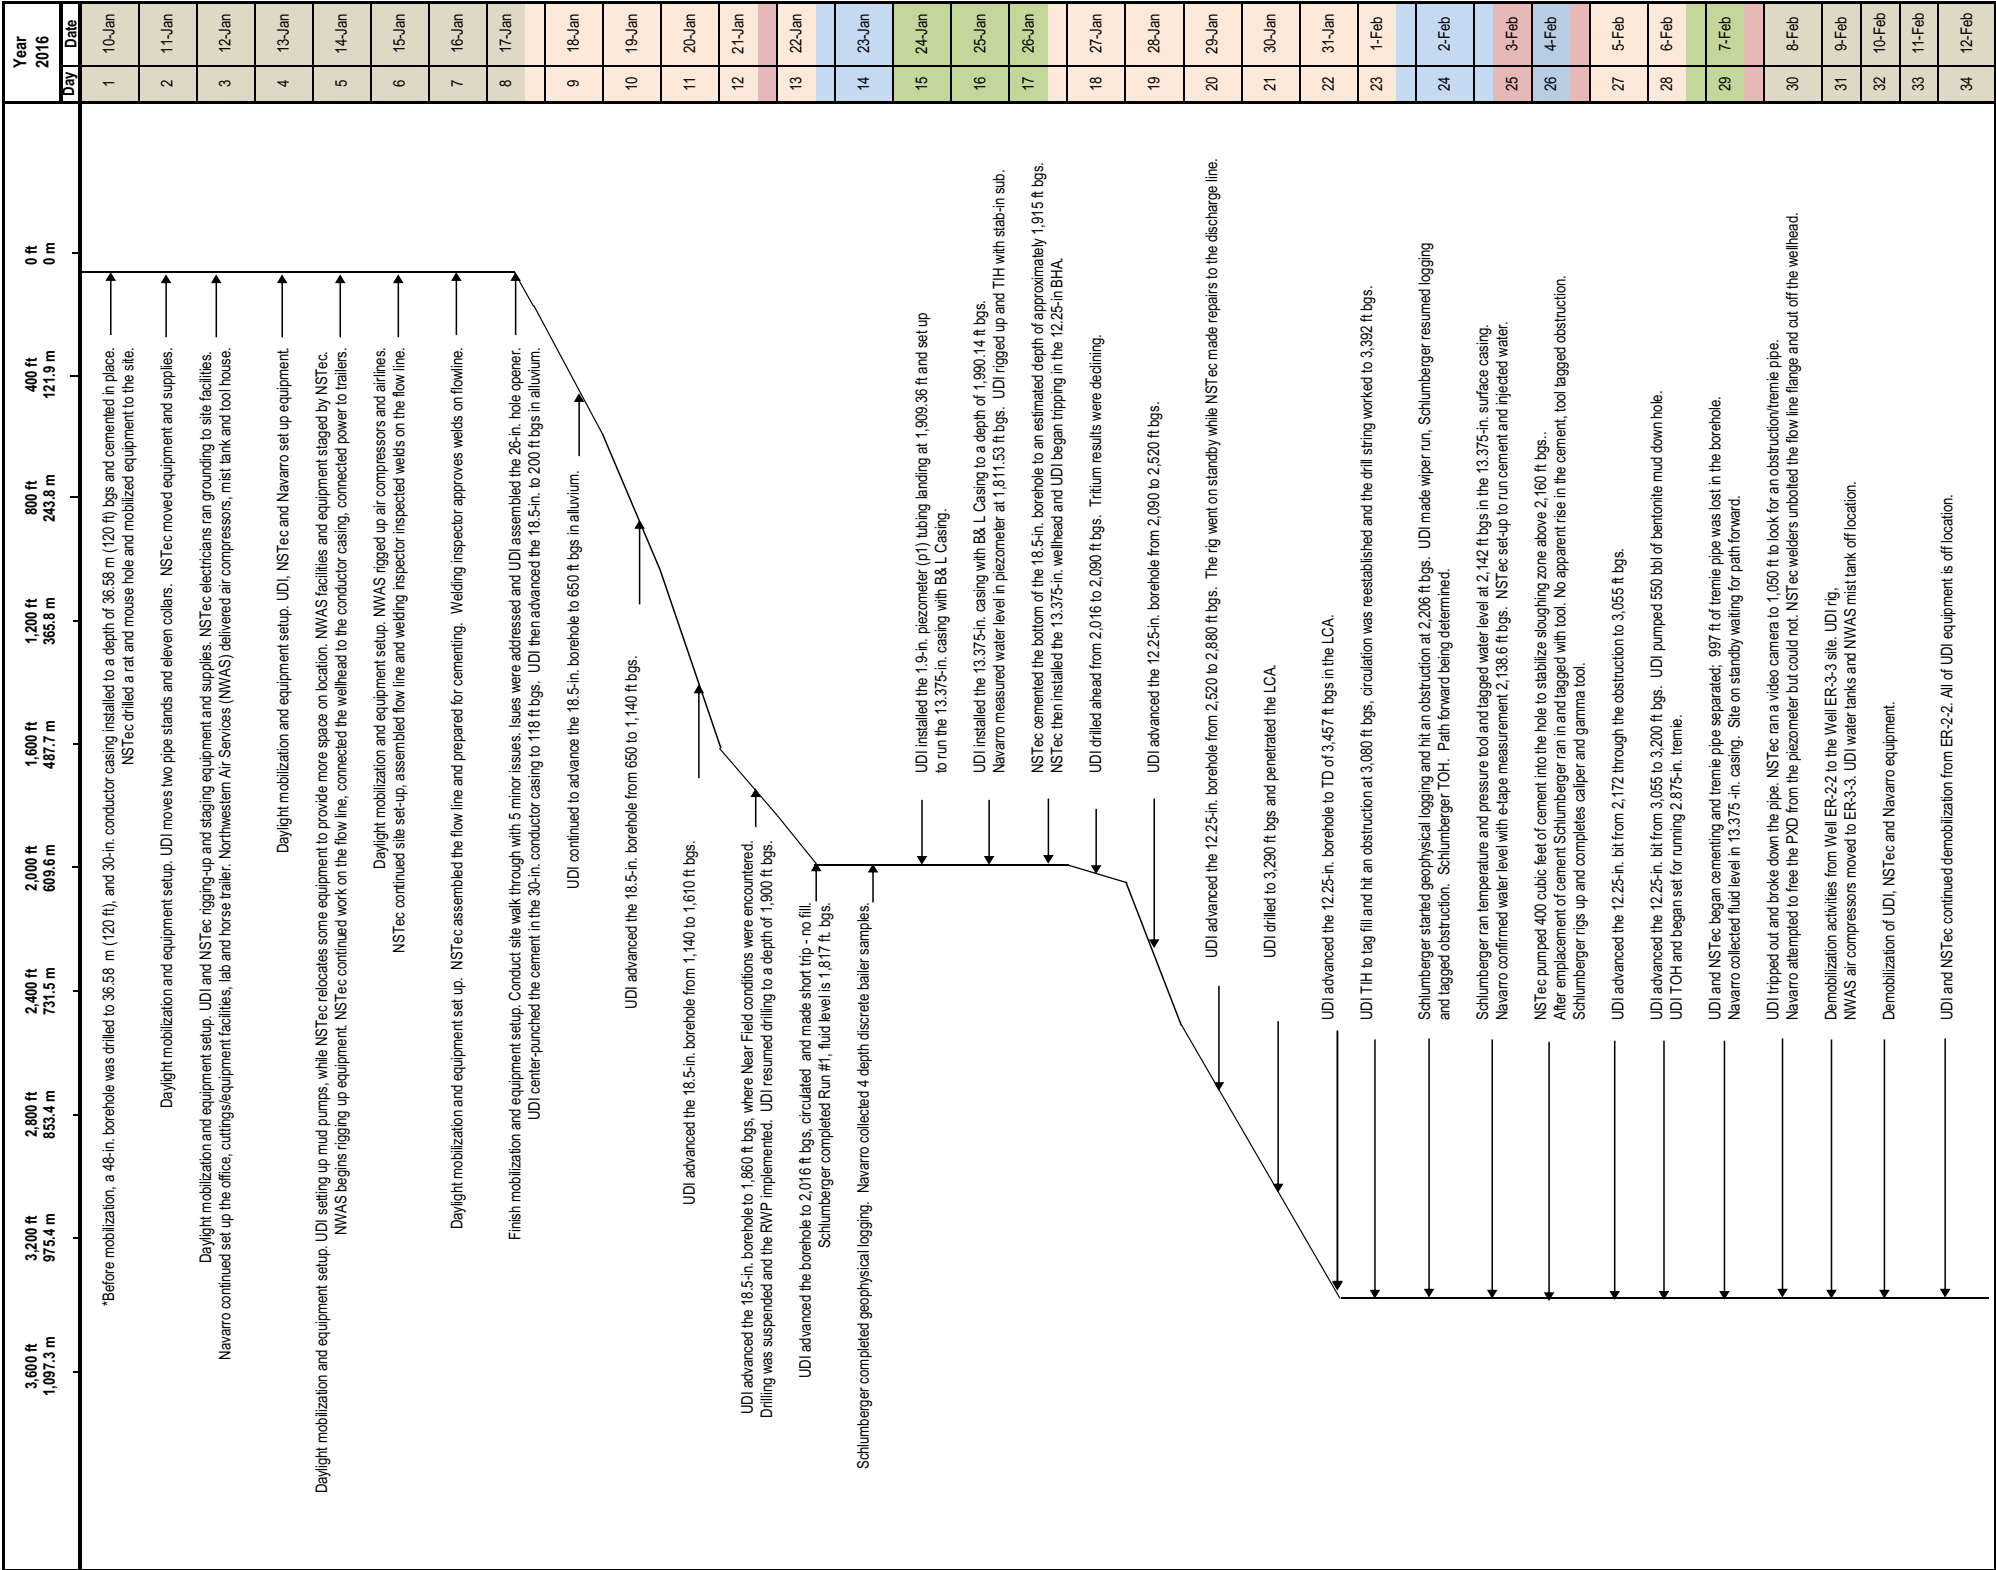 Year
2016
Day
Date
1
10-Jan
2
11-Jan
3
12-Jan
4
13-Jan
5
14-Jan
6
15-Jan
7
16-Jan
8
17-Jan
9
18-Jan
10
19-Jan
11
20-Jan
12
21-Jan
13
22-Jan
14
23-Jan
15
24-Jan
16
25-Jan
17
26-Jan
18
27-Jan
19
28-Jan
20
29-Jan
21
30-Jan
22
31-Jan
23
1-Feb
24
2-Feb
25
3-Feb
26
4-Feb
27
5-Feb
28
6-Feb
29
7-Feb
30
8-Feb
31
9-Feb
32
10-Feb
33
11-Feb
34
12-Feb
0 ft
0 m
400 ft
121.9 m
800 ft
243.8 m
1,200 ft
365.8 m
1,600 ft
487.7 m
2,000 ft
609.6 m
2,400 ft
731.5 m
2,800 ft
853.4 m
3,200 ft
975.4 m
3,600 ft
1,097.3 m
*Before mobilization, a 48-in. borehole was drilled to 36.58 m (120 ft), and 30-in. conductor casing installed to a depth of 36.58 m (120 ft) bgs and cemented in place.
NSTec drilled a rat and mouse hole and mobilized equipment to the site.
Daylight mobilization and equipment setup. UDI moves two pipe stands and eleven collars. NSTec moved equipment and supplies.
Daylight mobilization and equipment setup. UDI and NSTec rigging-up and staging equipment and supplies. NSTec electricians ran grounding to site facilities.
Navarro continued set up the office, cuttings/equipment facilities, lab and horse trailer. Northwestern Air Services (NWAS) delivered air compressors, mist tank and tool house.
Daylight mobilization and equipment setup. UDI, NSTec and Navarro set up equipment.
Daylight mobilization and equipment setup. UDI setting up mud pumps, while NSTec relocates some equipment to provide more space on location. NWAS facilities and equipment staged by NSTec.
NWAS begins rigging up equipment. NSTec continued work on the flow line, connected the wellhead to the conductor casing, connected power to trailers.
Daylight mobilization and equipment setup. NWAS rigged up air compressors and airlines.
NSTec continued site set-up, assembled flow line and welding inspector inspected welds on the flow line.
Daylight mobilization and equipment set up. NSTec assembled the flow line and prepared for cementing. Welding inspector approves welds on flowline.
Finish mobilization and equipment setup. Conduct site walk through with 5 minor issues. Isues were addressed and UDI assembled the 26-in. hole opener.
UDI center-punched the cement in the 30-in. conductor casing to 118 ft bgs. UDI then advanced the 18.5-in. to 200 ft bgs in alluvium.
UDI continued to advance the 18.5-in. borehole to 650 ft bgs in alluvium.
UDI advanced the 18.5-in. borehole from 650 to 1,140 ft bgs.
UDI advanced the 18.5-in. borehole from 1,140 to 1,610 ft bgs.
UDI advanced the 18.5-in. borehole to 1,860 ft bgs, where Near Field conditions were encountered.
Drilling was suspended and the RWP implemented. UDI resumed drilling to a depth of 1,900 ft bgs.
UDI advanced the borehole to 2,016 ft bgs, circulated and made short trip - no fill.
Schlumberger completed Run #1, fluid level is 1,817 ft. bgs.
Schlumberger completed geophysical logging. Navarro collected 4 depth discrete bailer samples.
UDI installed the 1.9-in. piezometer (p1) tubing landing at 1,909.36 ft and set up
to run the 13.375-in. casing with B& L Casing.
UDI installed the 13.375-in. casing with B& L Casing to a depth of 1,990.14 ft bgs.
Navarro measured water level in piezometer at 1,811.53 ft bgs. UDI rigged up and TIH with stab-in sub.
NSTec cemented the bottom of the 18.5-in. borehole to an estimated depth of approximately 1,915 ft bgs.
NSTec then installed the 13.375-in. wellhead and UDI began tripping in the 12.25-in BHA.
UDI drilled ahead from 2,016 to 2,090 ft bgs. Tritium results were declining.
UDI advanced the 12.25-in. borehole from 2,090 to 2,520 ft bgs.
UDI advanced the 12.25-in. borehole from 2,520 to 2,880 ft bgs. The rig went on standby while NSTec made repairs to the discharge line.
UDI drilled to 3,290 ft bgs and penetrated the LCA.
UDI advanced the 12.25-in. borehole to TD of 3,457 ft bgs in the LCA.
UDI TIH to tag fill and hit an obstruction at 3,080 ft bgs, circulation was reestablished and the drill string worked to 3,392 ft bgs.
Schlumberger started geophysical logging and hit an obstruction at 2,206 ft bgs. UDI made wiper run, Schlumberger resumed logging
and tagged obstruction. Schlumberger TOH. Path forward being determined.
Schlumberger ran temperature and pressure tool and tagged water level at 2,142 ft bgs in the 13.375-in. surface casing.
Navarro confirmed water level with e-tape measurement 2,138.6 ft bgs. NSTec set-up to run cement and injected water.
NSTec pumped 400 cubic feet of cement into the hole to stabilize sloughing zone above 2,160 ft bgs..
After emplacement of cement Schlumberger ran in and tagged with tool. No apparent rise in the cement, tool tagged obstruction.
Schlumberger rigs up and completes caliper and gamma tool.
UDI advanced the 12.25-in. bit from 2,172 through the obstruction to 3,055 ft bgs.
UDI advanced the 12.25-in. bit from 3,055 to 3,200 ft bgs. UDI pumped 550 bbl of bentonite mud down hole.
UDI TOH and began set for running 2.875-in. tremie.
UDI and NSTec began cementing and tremie pipe separated; 997 ft of tremie pipe was lost in the borehole.
Navarro collected fluid level in 13.375 -in. casing. Site on standby waiting for path forward.
UDI tripped out and broke down the pipe. NSTec ran a video camera to 1,050 ft to look for an obstruction/tremie pipe.
Navarro attempted to free the PXD from the piezometer but could not. NSTec welders unbolted the flow line flange and cut off the wellhead.
Demobilization activities from Well ER-2-2 to the Well ER-3-3 site. UDI rig,
NWAS air compressors moved to ER-3-3. UDI water tanks and NWAS mist tank off location.
Demobilization of UDI, NSTec and Navarro equipment.
UDI and NSTec continued demobilization from ER-2-2. All of UDI equipment is off location.